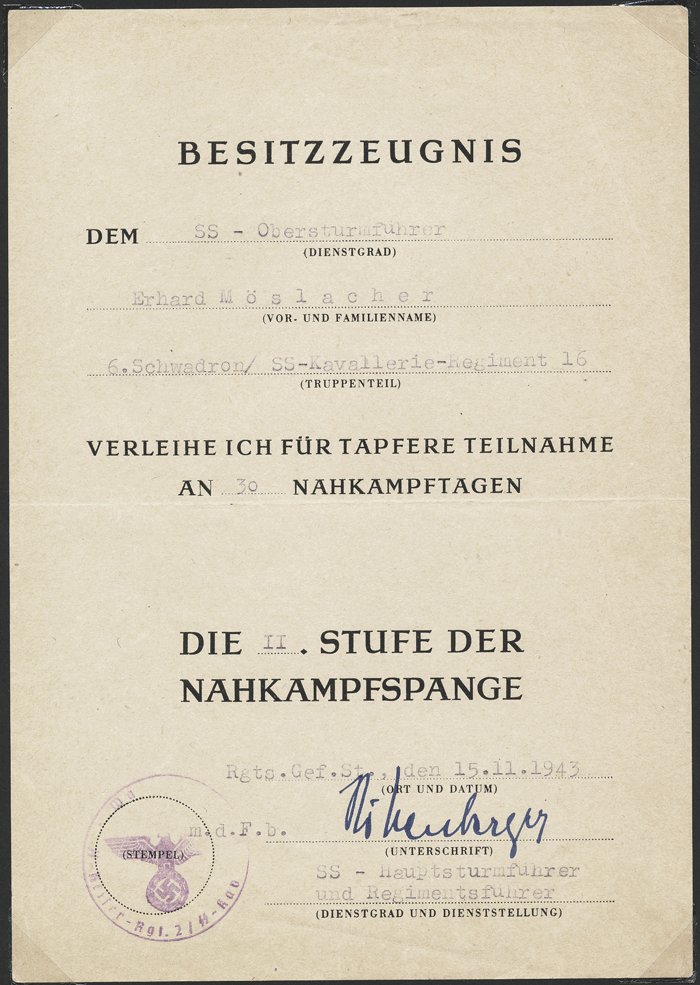 BESITZZEUGNIS
DEM SS - Obersturmführer
(DIENSTGRAD)
Erhard Möslacher
(VOR- UND FAMILIENNAME)
6.Schwadron/ SS-Kavallerie-Regiment 16
(TRUPPENTEIL)
VERLEIHE ICH FÜR TAPFERE TEILNAHME
AN 30 NAHKAMPFTAGEN
DIE II . STUFE DER
NAHKAMPFSPANGE
Rgts.Gef.St., den 15.11.1943
(ORT UND DATUM)
m.d.F.b.
(STEMPEL)
(UNTERSCHRIFT)
SS - Hauptsturmführer
und Regimentsführer
(DIENSTGRAD UND DIENSTSTELLUNG)